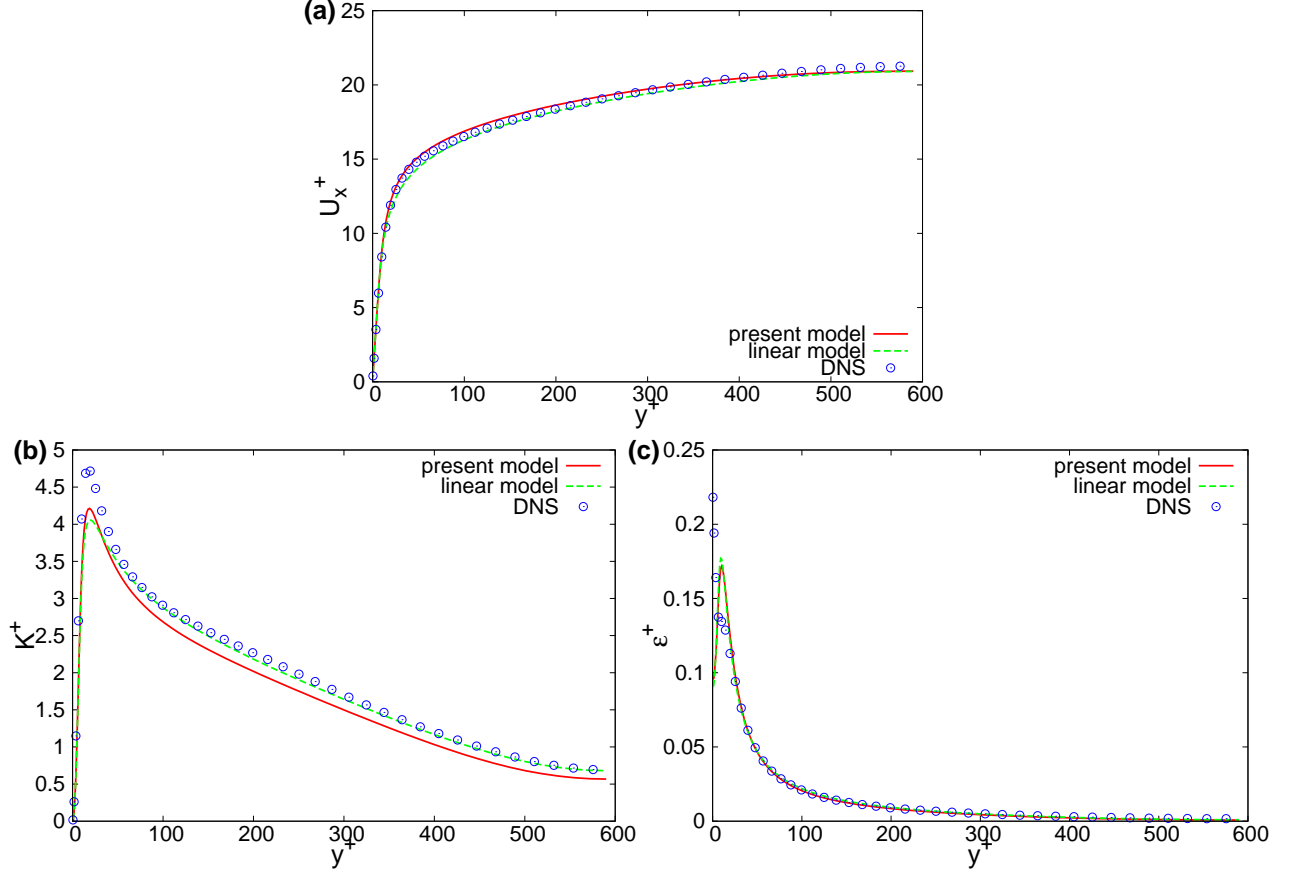 (a)
25
20
15
10
5
0
U_x^+
present model
linear model
DNS
0 100 200 300 400 500 600
y^+
(b)
5
4.5
4
3.5
3
2.5
2
1.5
1
0.5
0
K^+
present model
linear model
DNS
0 100 200 300 400 500 600
y^+
(c)
0.25
0.2
0.15
0.1
0.05
0
ε^+
present model
linear model
DNS
0 100 200 300 400 500 600
y^+